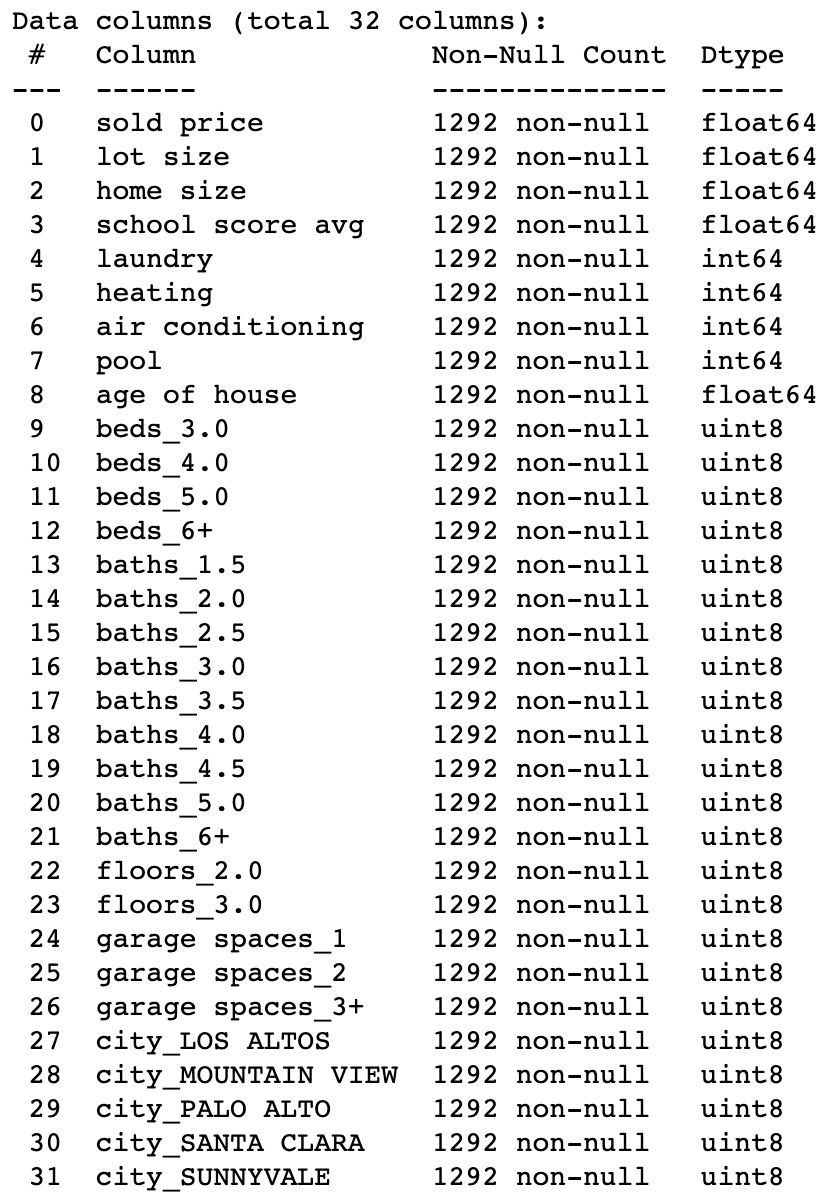 Data columns (total 32 columns):
 #   Column              Non-Null Count  Dtype
---  ------              --------------  -----
 0   sold price          1292 non-null   float64
 1   lot size            1292 non-null   float64
 2   home size           1292 non-null   float64
 3   school score avg    1292 non-null   float64
 4   laundry             1292 non-null   int64
 5   heating             1292 non-null   int64
 6   air conditioning    1292 non-null   int64
 7   pool                1292 non-null   int64
 8   age of house        1292 non-null   float64
 9   beds_3.0            1292 non-null   uint8
 10  beds_4.0            1292 non-null   uint8
 11  beds_5.0            1292 non-null   uint8
 12  beds_6+             1292 non-null   uint8
 13  baths_1.5           1292 non-null   uint8
 14  baths_2.0           1292 non-null   uint8
 15  baths_2.5           1292 non-null   uint8
 16  baths_3.0           1292 non-null   uint8
 17  baths_3.5           1292 non-null   uint8
 18  baths_4.0           1292 non-null   uint8
 19  baths_4.5           1292 non-null   uint8
 20  baths_5.0           1292 non-null   uint8
 21  baths_6+            1292 non-null   uint8
 22  floors_2.0          1292 non-null   uint8
 23  floors_3.0          1292 non-null   uint8
 24  garage spaces_1     1292 non-null   uint8
 25  garage spaces_2     1292 non-null   uint8
 26  garage spaces_3+    1292 non-null   uint8
 27  city_LOS ALTOS      1292 non-null   uint8
 28  city_MOUNTAIN VIEW  1292 non-null   uint8
 29  city_PALO ALTO      1292 non-null   uint8
 30  city_SANTA CLARA    1292 non-null   uint8
 31  city_SUNNYVALE      1292 non-null   uint8